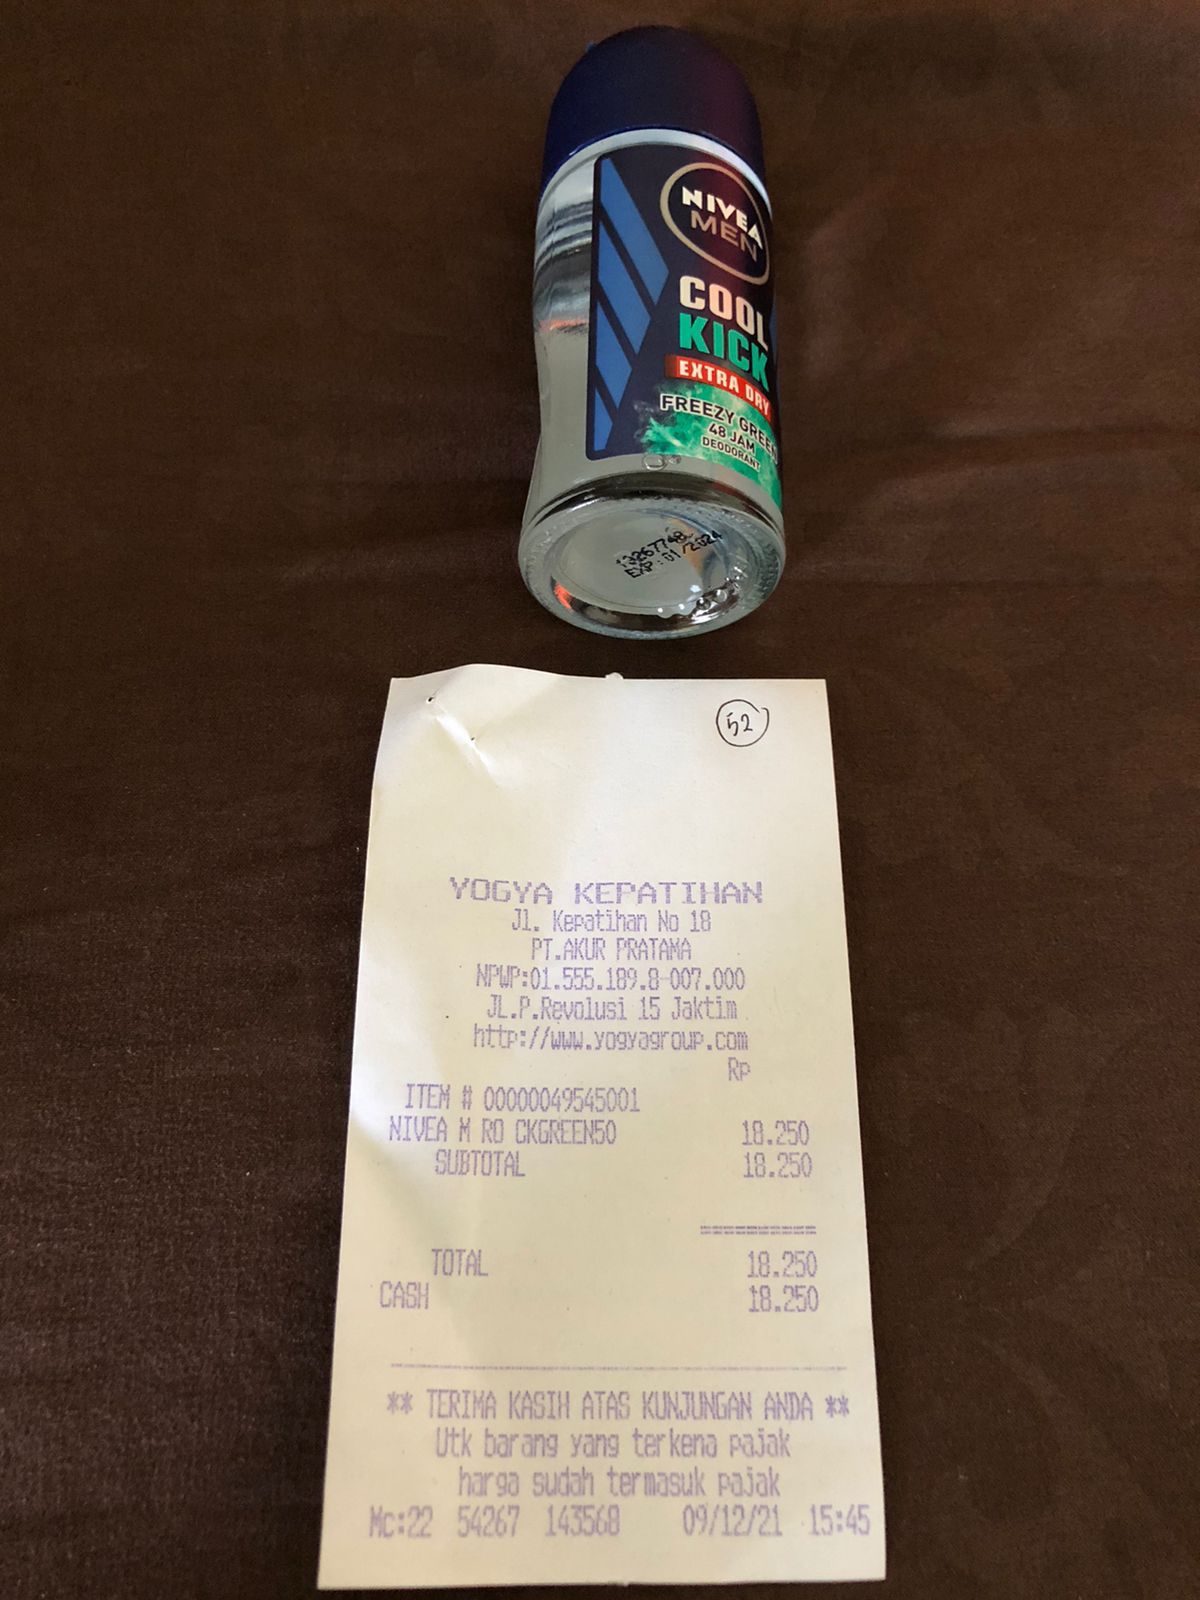 NIVEA
MEN
COOL
KICK
EXTRA DRY
FREEZY GREEN
48 JAM
DEODORANT
EXP:01/2024
52
YOGYA KEPATIHAN
Jl. Kepatihan No 18
PT.AKUR PRATAMA
NPWP:01.555.189.8-007.000
JL.P.Revolusi 15 Jaktim
http://www.yogyagroup.com
Rp
ITEM # 00000049545001
NIVEA M RO CKGREEN50 18.250
SUBTOTAL 18.250
TOTAL 18.250
CASH 18.250
** TERIMA KASIH ATAS KUNJUNGAN ANDA **
Utk barang yang terkena pajak
harga sudah termasuk pajak
Mc:22 54267 143568 09/12/21 15:45